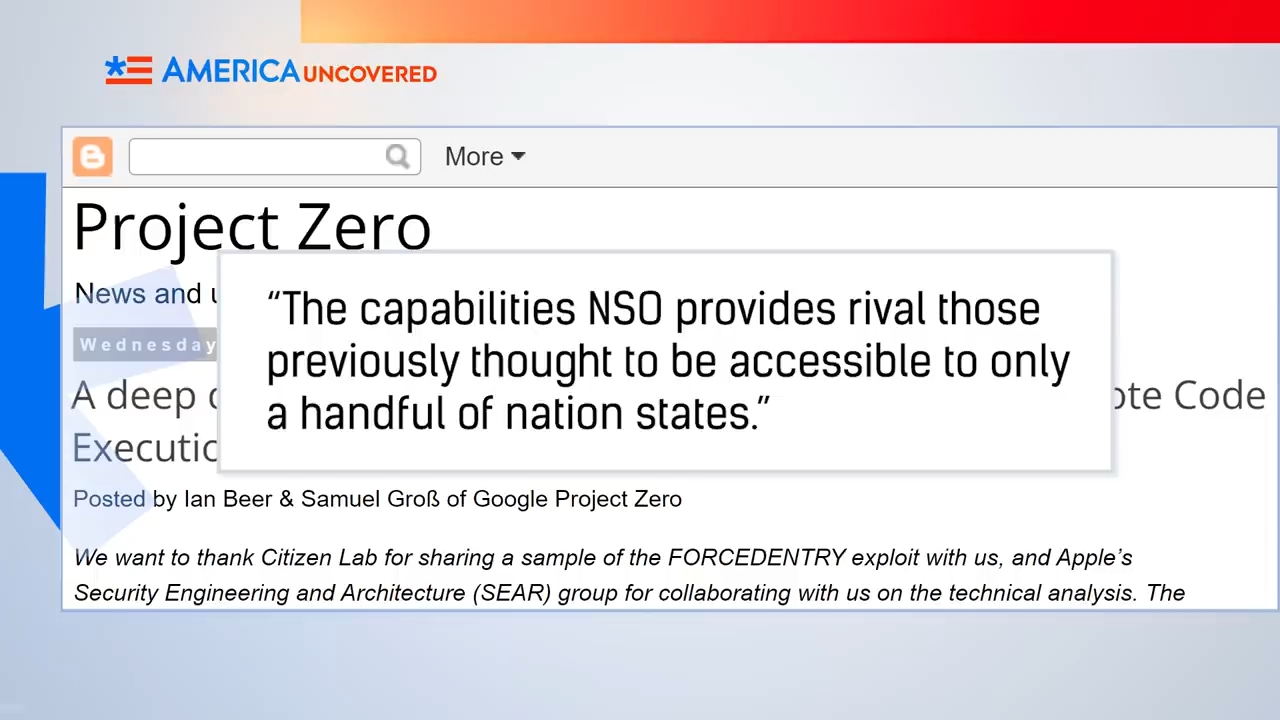 AMERICA UNCOVERED
More
Project Zero
News and u
“The capabilities NSO provides rival those
previously thought to be accessible to only
a handful of nation states.”
Wednesday
A deep ote Code
Executio
Posted by Ian Beer & Samuel Groß of Google Project Zero
We want to thank Citizen Lab for sharing a sample of the FORCEDENTRY exploit with us, and Apple’s
Security Engineering and Architecture (SEAR) group for collaborating with us on the technical analysis. The